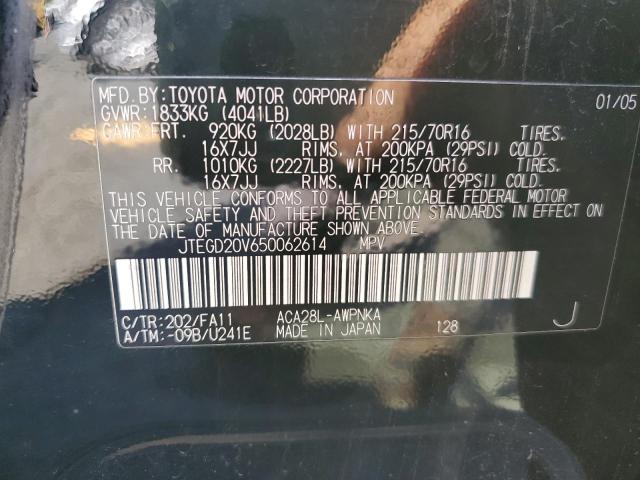 MFD. BY: TOYOTA MOTOR CORPORATION 01/05
GVWR: 1833KG (4041LB)
GAWR FRT. 920KG (2028LB) WITH 215/70R16 TIRES.
16X7JJ RIMS, AT 200KPA (29PSI) COLD.
RR. 1010KG (2227LB) WITH 215/70R16 TIRES.
16X7JJ RIMS, AT 200KPA (29PSI) COLD.
THIS VEHICLE CONFORMS TO ALL APPLICABLE FEDERAL MOTOR
VEHICLE SAFETY AND THEFT PREVENTION STANDARDS IN EFFECT ON
THE DATE OF MANUFACTURE SHOWN ABOVE.
JTEGD20V650062614 MPV
C/TR: 202/FA11 ACA28L-AWPNKA
A/TM: -09B/U241E MADE IN JAPAN 128 J